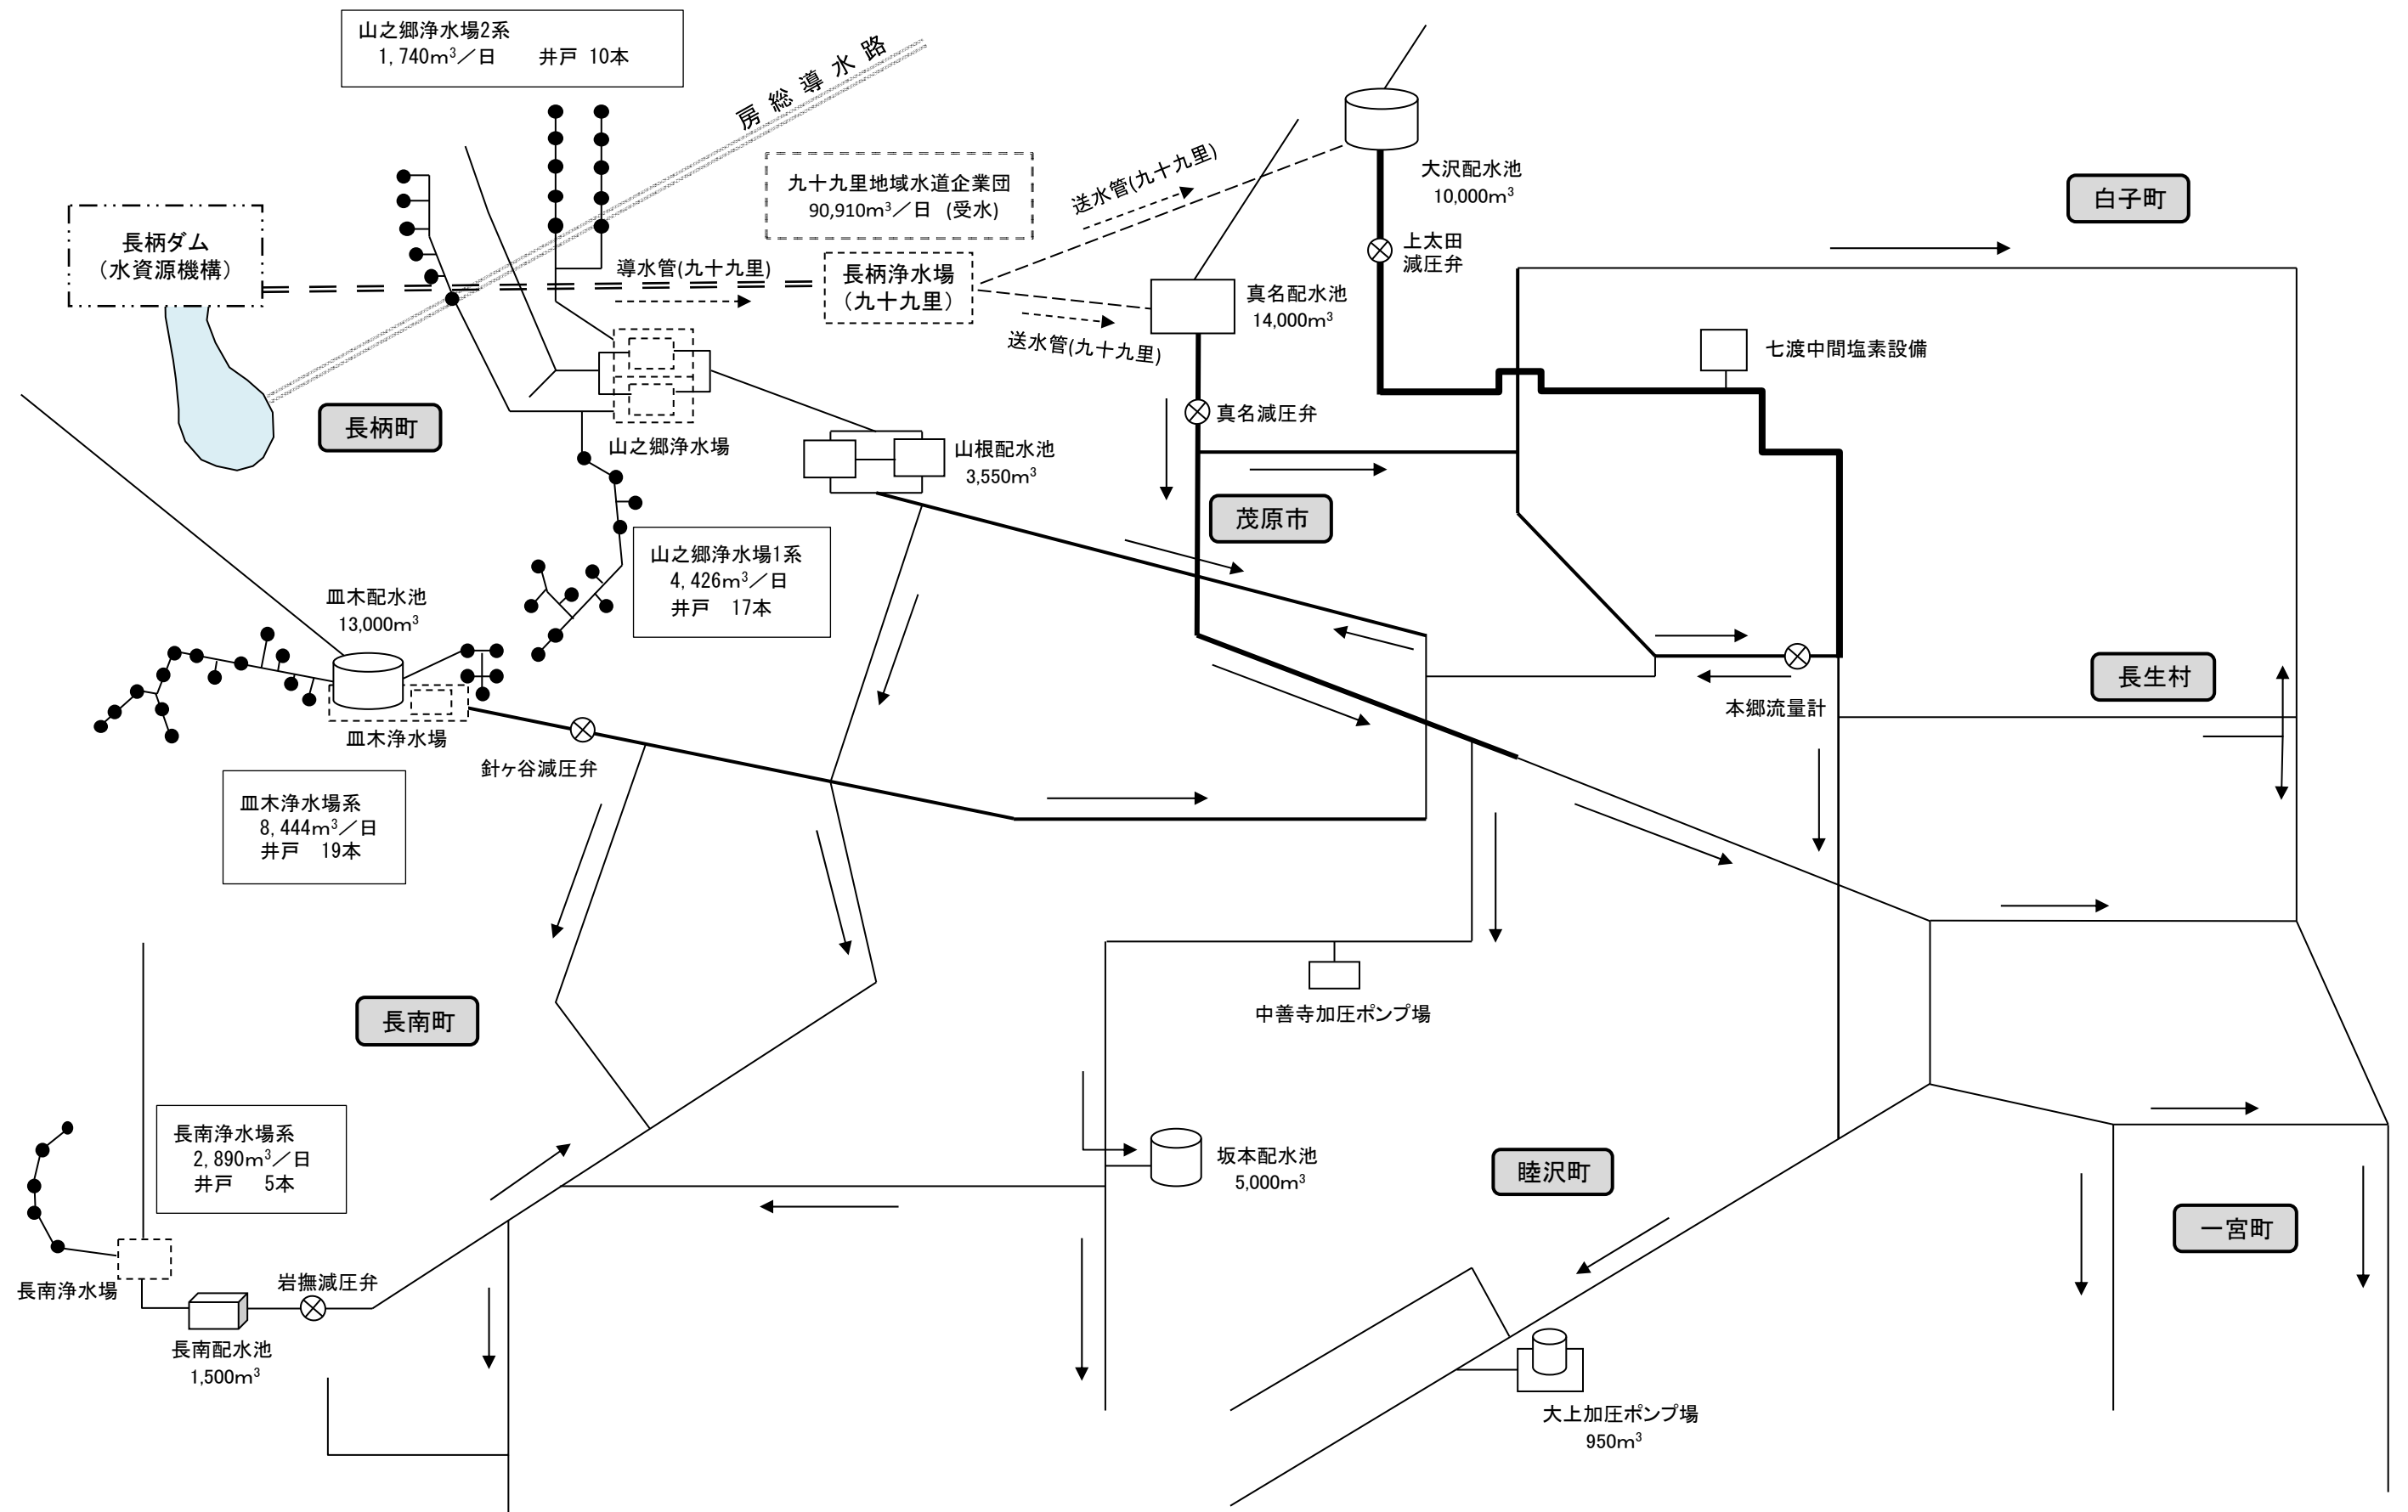 山之郷浄水場2系
1,740m³／日　井戸 10本
房総導水路
九十九里地域水道企業団
90,910m³／日 (受水)
送水管(九十九里)
大沢配水池
10,000m³
白子町
上太田
減圧弁
長柄ダム
（水資源機構）
導水管(九十九里)
長柄浄水場
（九十九里）
真名配水池
14,000m³
送水管(九十九里)
七渡中間塩素設備
長柄町
真名減圧弁
山之郷浄水場
山根配水池
3,550m³
茂原市
山之郷浄水場1系
4,426m³／日
井戸　17本
皿木配水池
13,000m³
長生村
本郷流量計
皿木浄水場
針ヶ谷減圧弁
皿木浄水場系
8,444m³／日
井戸　19本
中善寺加圧ポンプ場
長南町
長南浄水場系
2,890m³／日
井戸　5本
坂本配水池
5,000m³
睦沢町
一宮町
長南浄水場
岩撫減圧弁
長南配水池
1,500m³
大上加圧ポンプ場
950m³